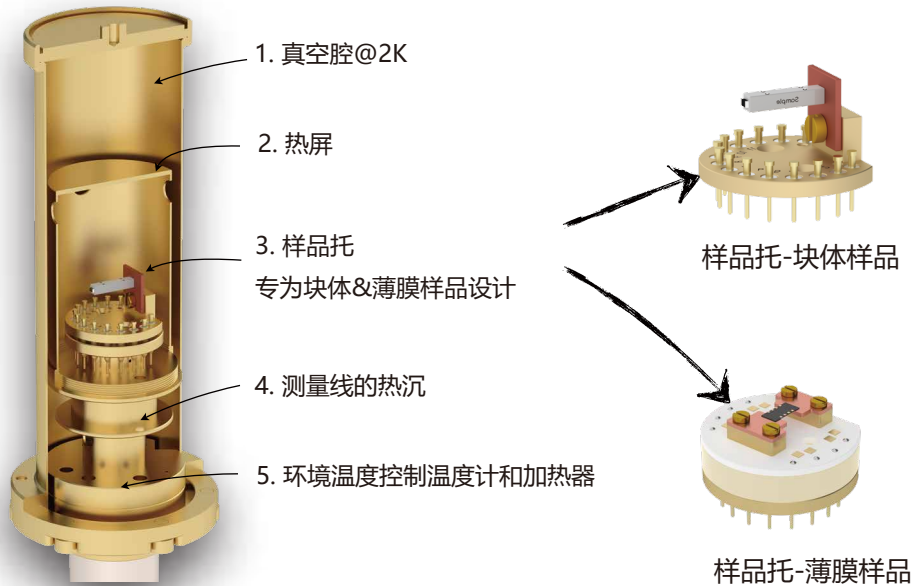 1. 真空腔@2K
2. 热屏
3. 样品托
专为块体&薄膜样品设计
4. 测量线的热沉
5. 环境温度控制温度计和加热器
Sample
样品托-块体样品
样品托-薄膜样品